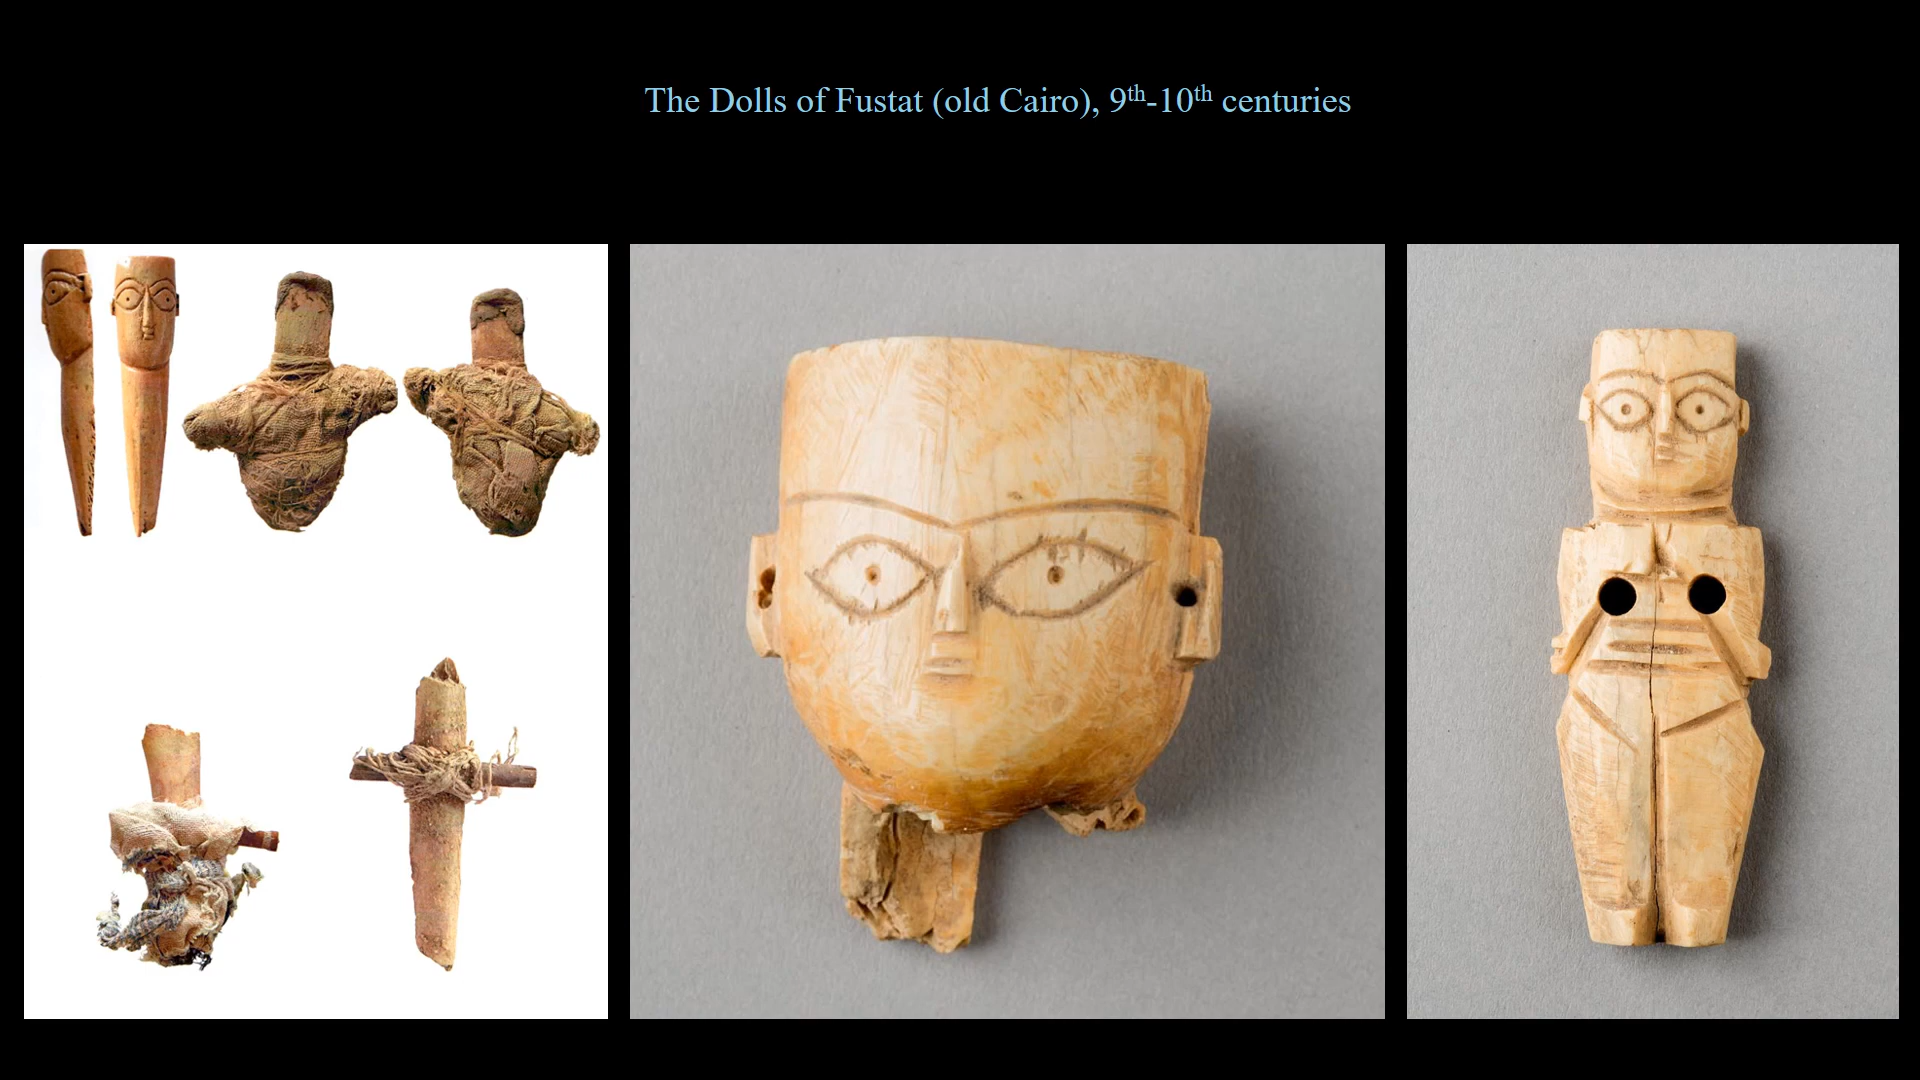 The Dolls of Fustat (old Cairo), 9th-10th centuries